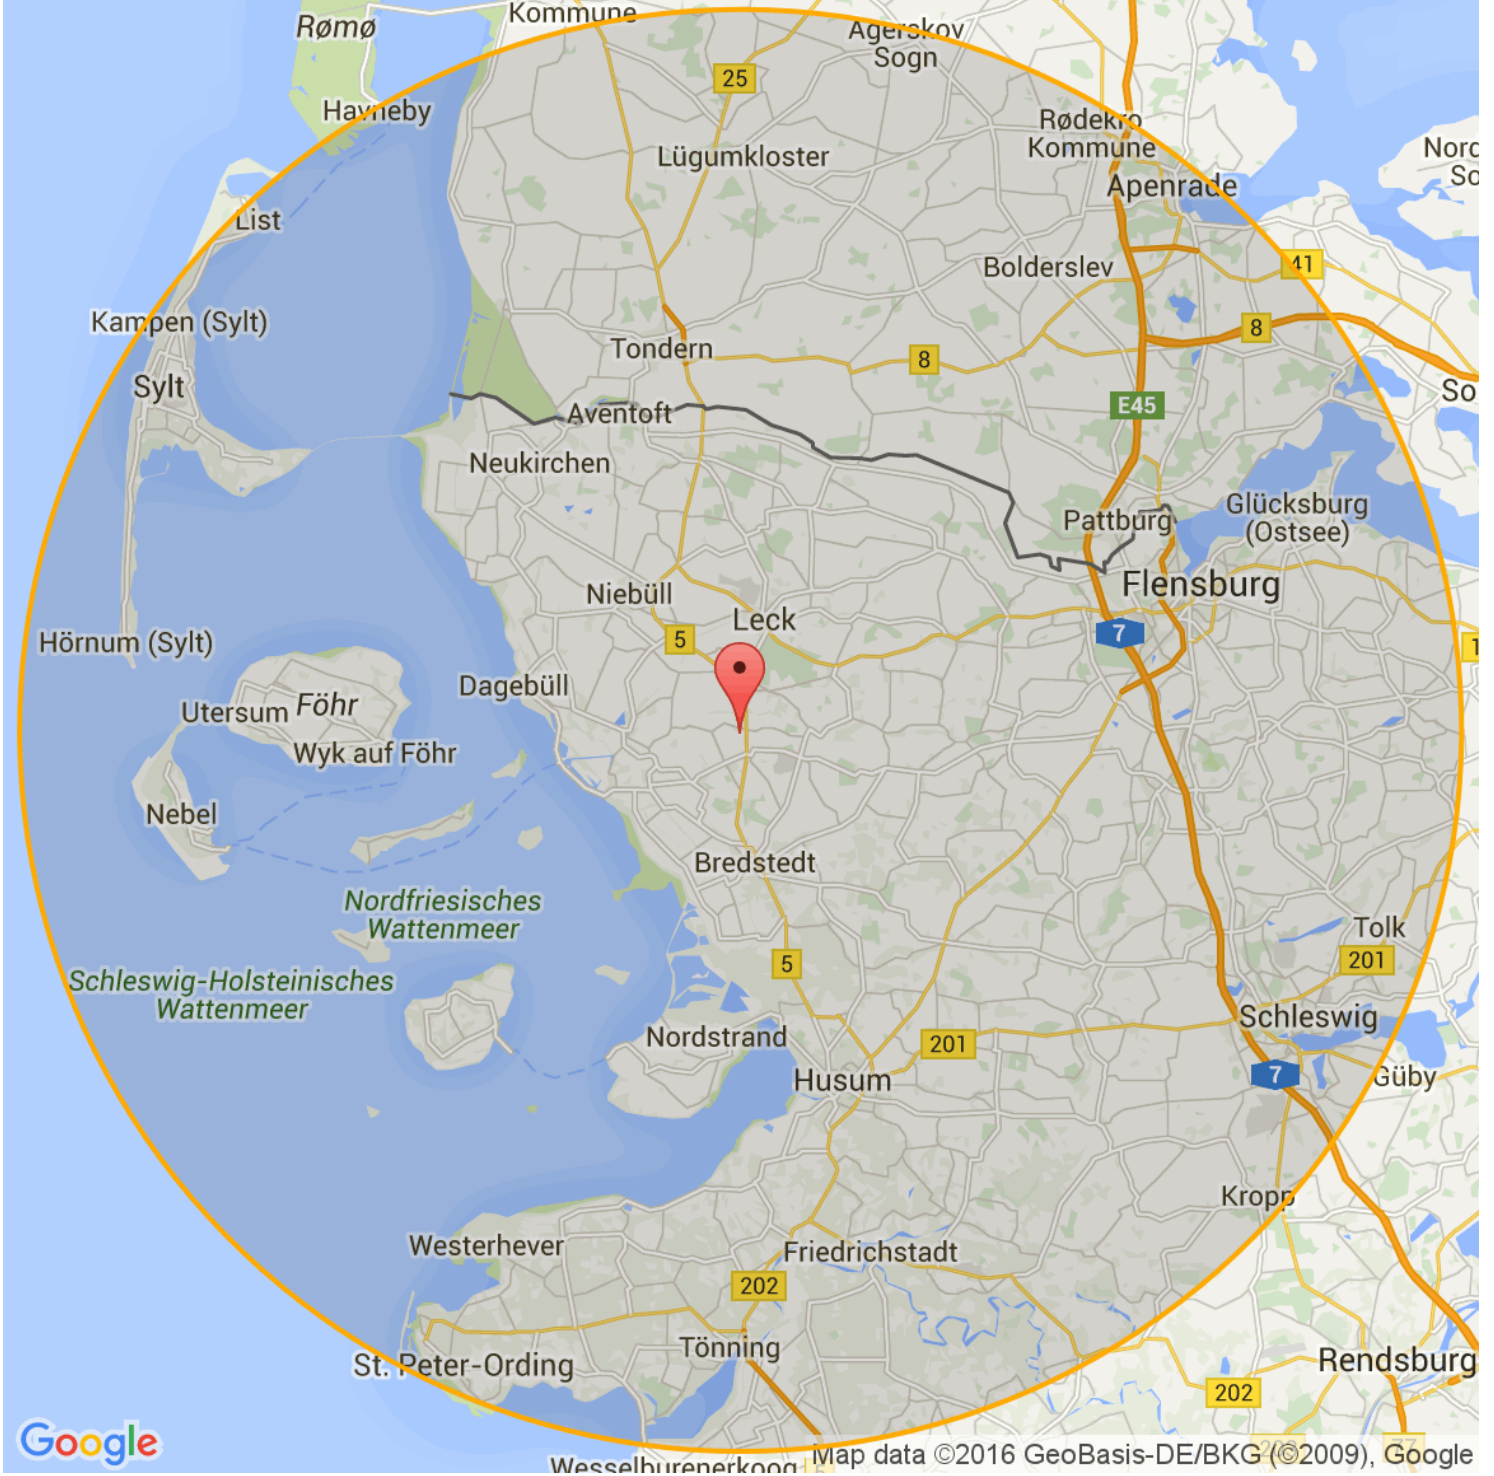 Kommune
Rømø
Agerskov
Sogn
25
Havneby
Rødekro
Kommune
Lügumkloster
Apenrade
List
Bolderslev
41
Kampen (Sylt)
8
Tondern
8
Sylt
E45
Aventoft
Neukirchen
Glücksburg
(Ostsee)
Pattburg
Flensburg
Niebüll
Leck
7
5
Hörnum (Sylt)
1
Dagebüll
Föhr
Utersum
Wyk auf Föhr
Nebel
Bredstedt
Nordfriesisches
Wattenmeer
Tolk
5
201
Schleswig-Holsteinisches
Wattenmeer
Schleswig
Nordstrand
201
Husum
7
Güby
Kropp
Westerhever
Friedrichstadt
202
Tönning
St. Peter-Ording
Rendsburg
202
Google
Map data ©2016 GeoBasis-DE/BKG (©2009), Google
Wesselburenerkoog